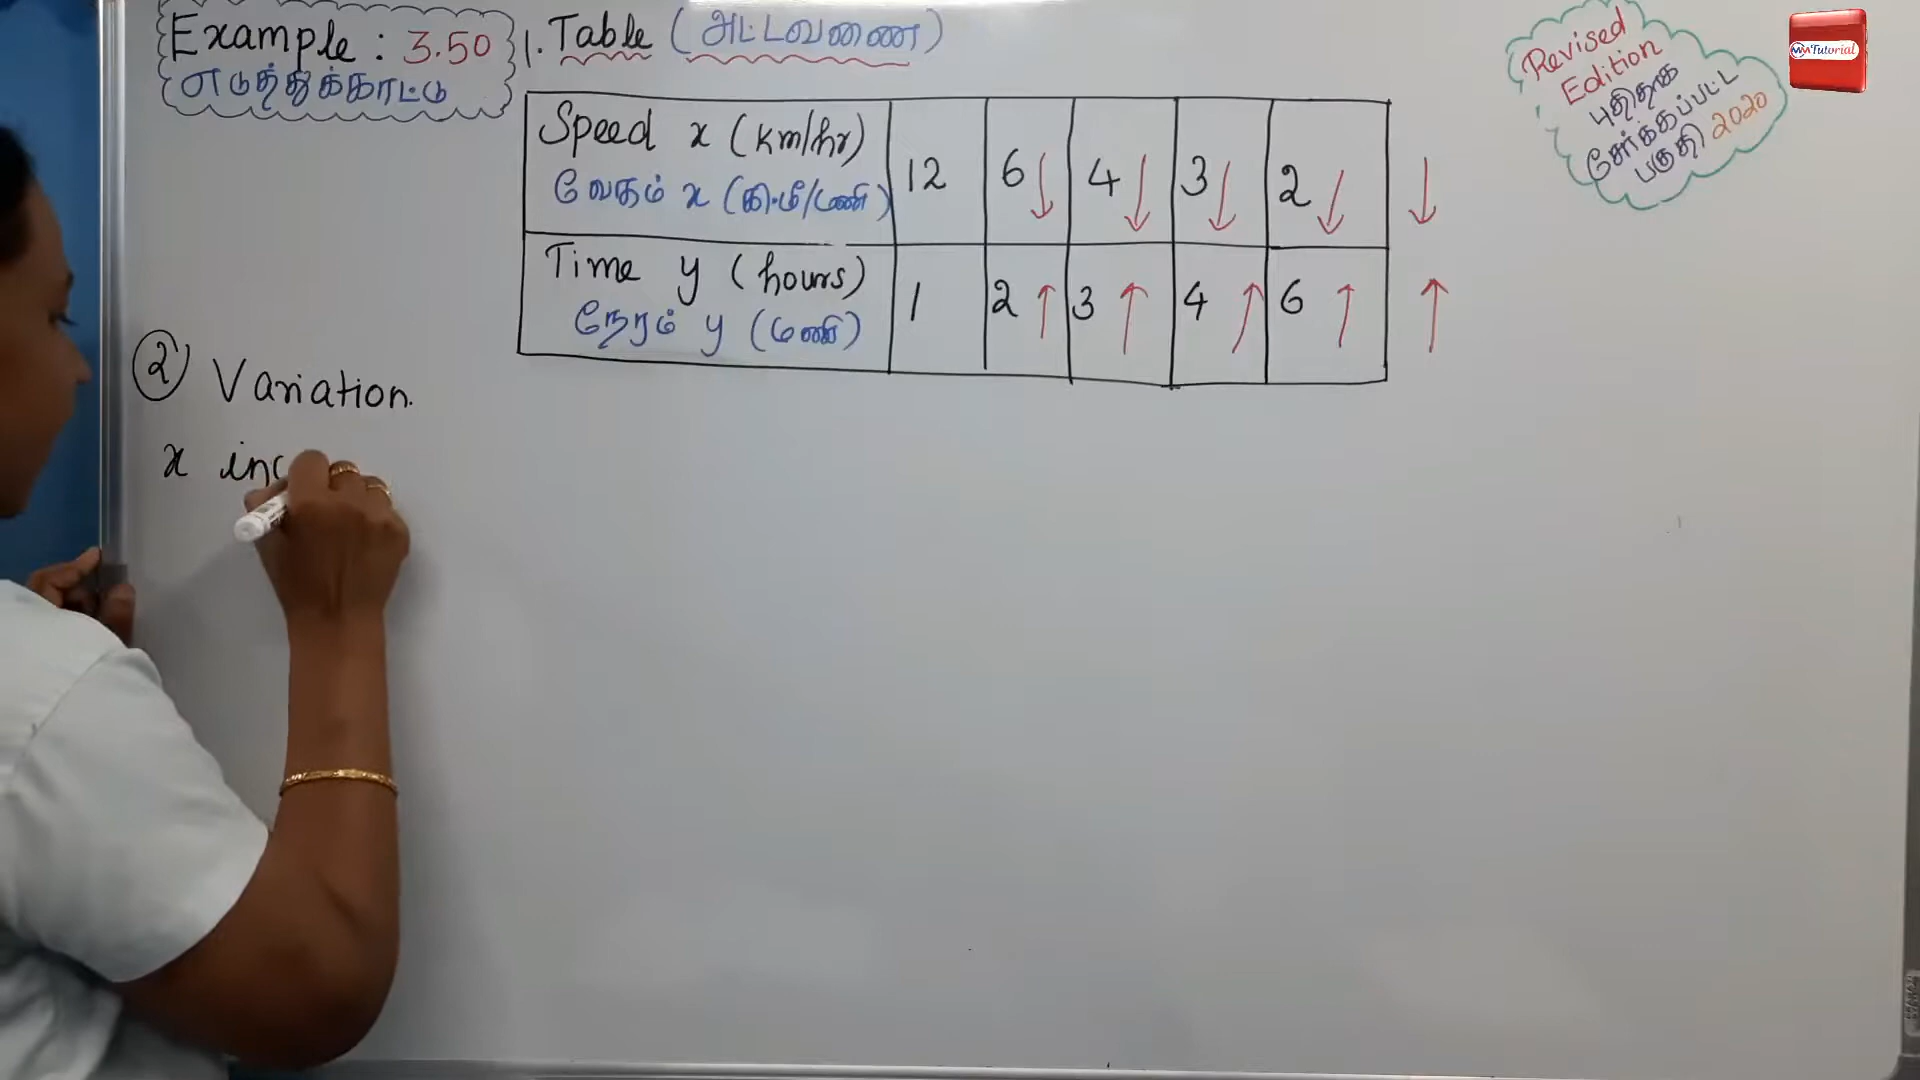 Example : 3.50
எடுத்துக்காட்டு
1. Table (அட்டவணை)
Speed x (Km/hr) 12 6 ↓ 4 ↓ 3 ↓ 2 ↓ ↓
வேகம் x (கி.மீ/மணி)
Time y (hours) 1 2 ↑ 3 ↑ 4 ↑ 6 ↑ ↑
நேரம் y (மணி)
② Variation.
x inc
Revised
Edition
புதிதாக
சேர்க்கப்பட்ட
பகுதி 2020
MATutorial